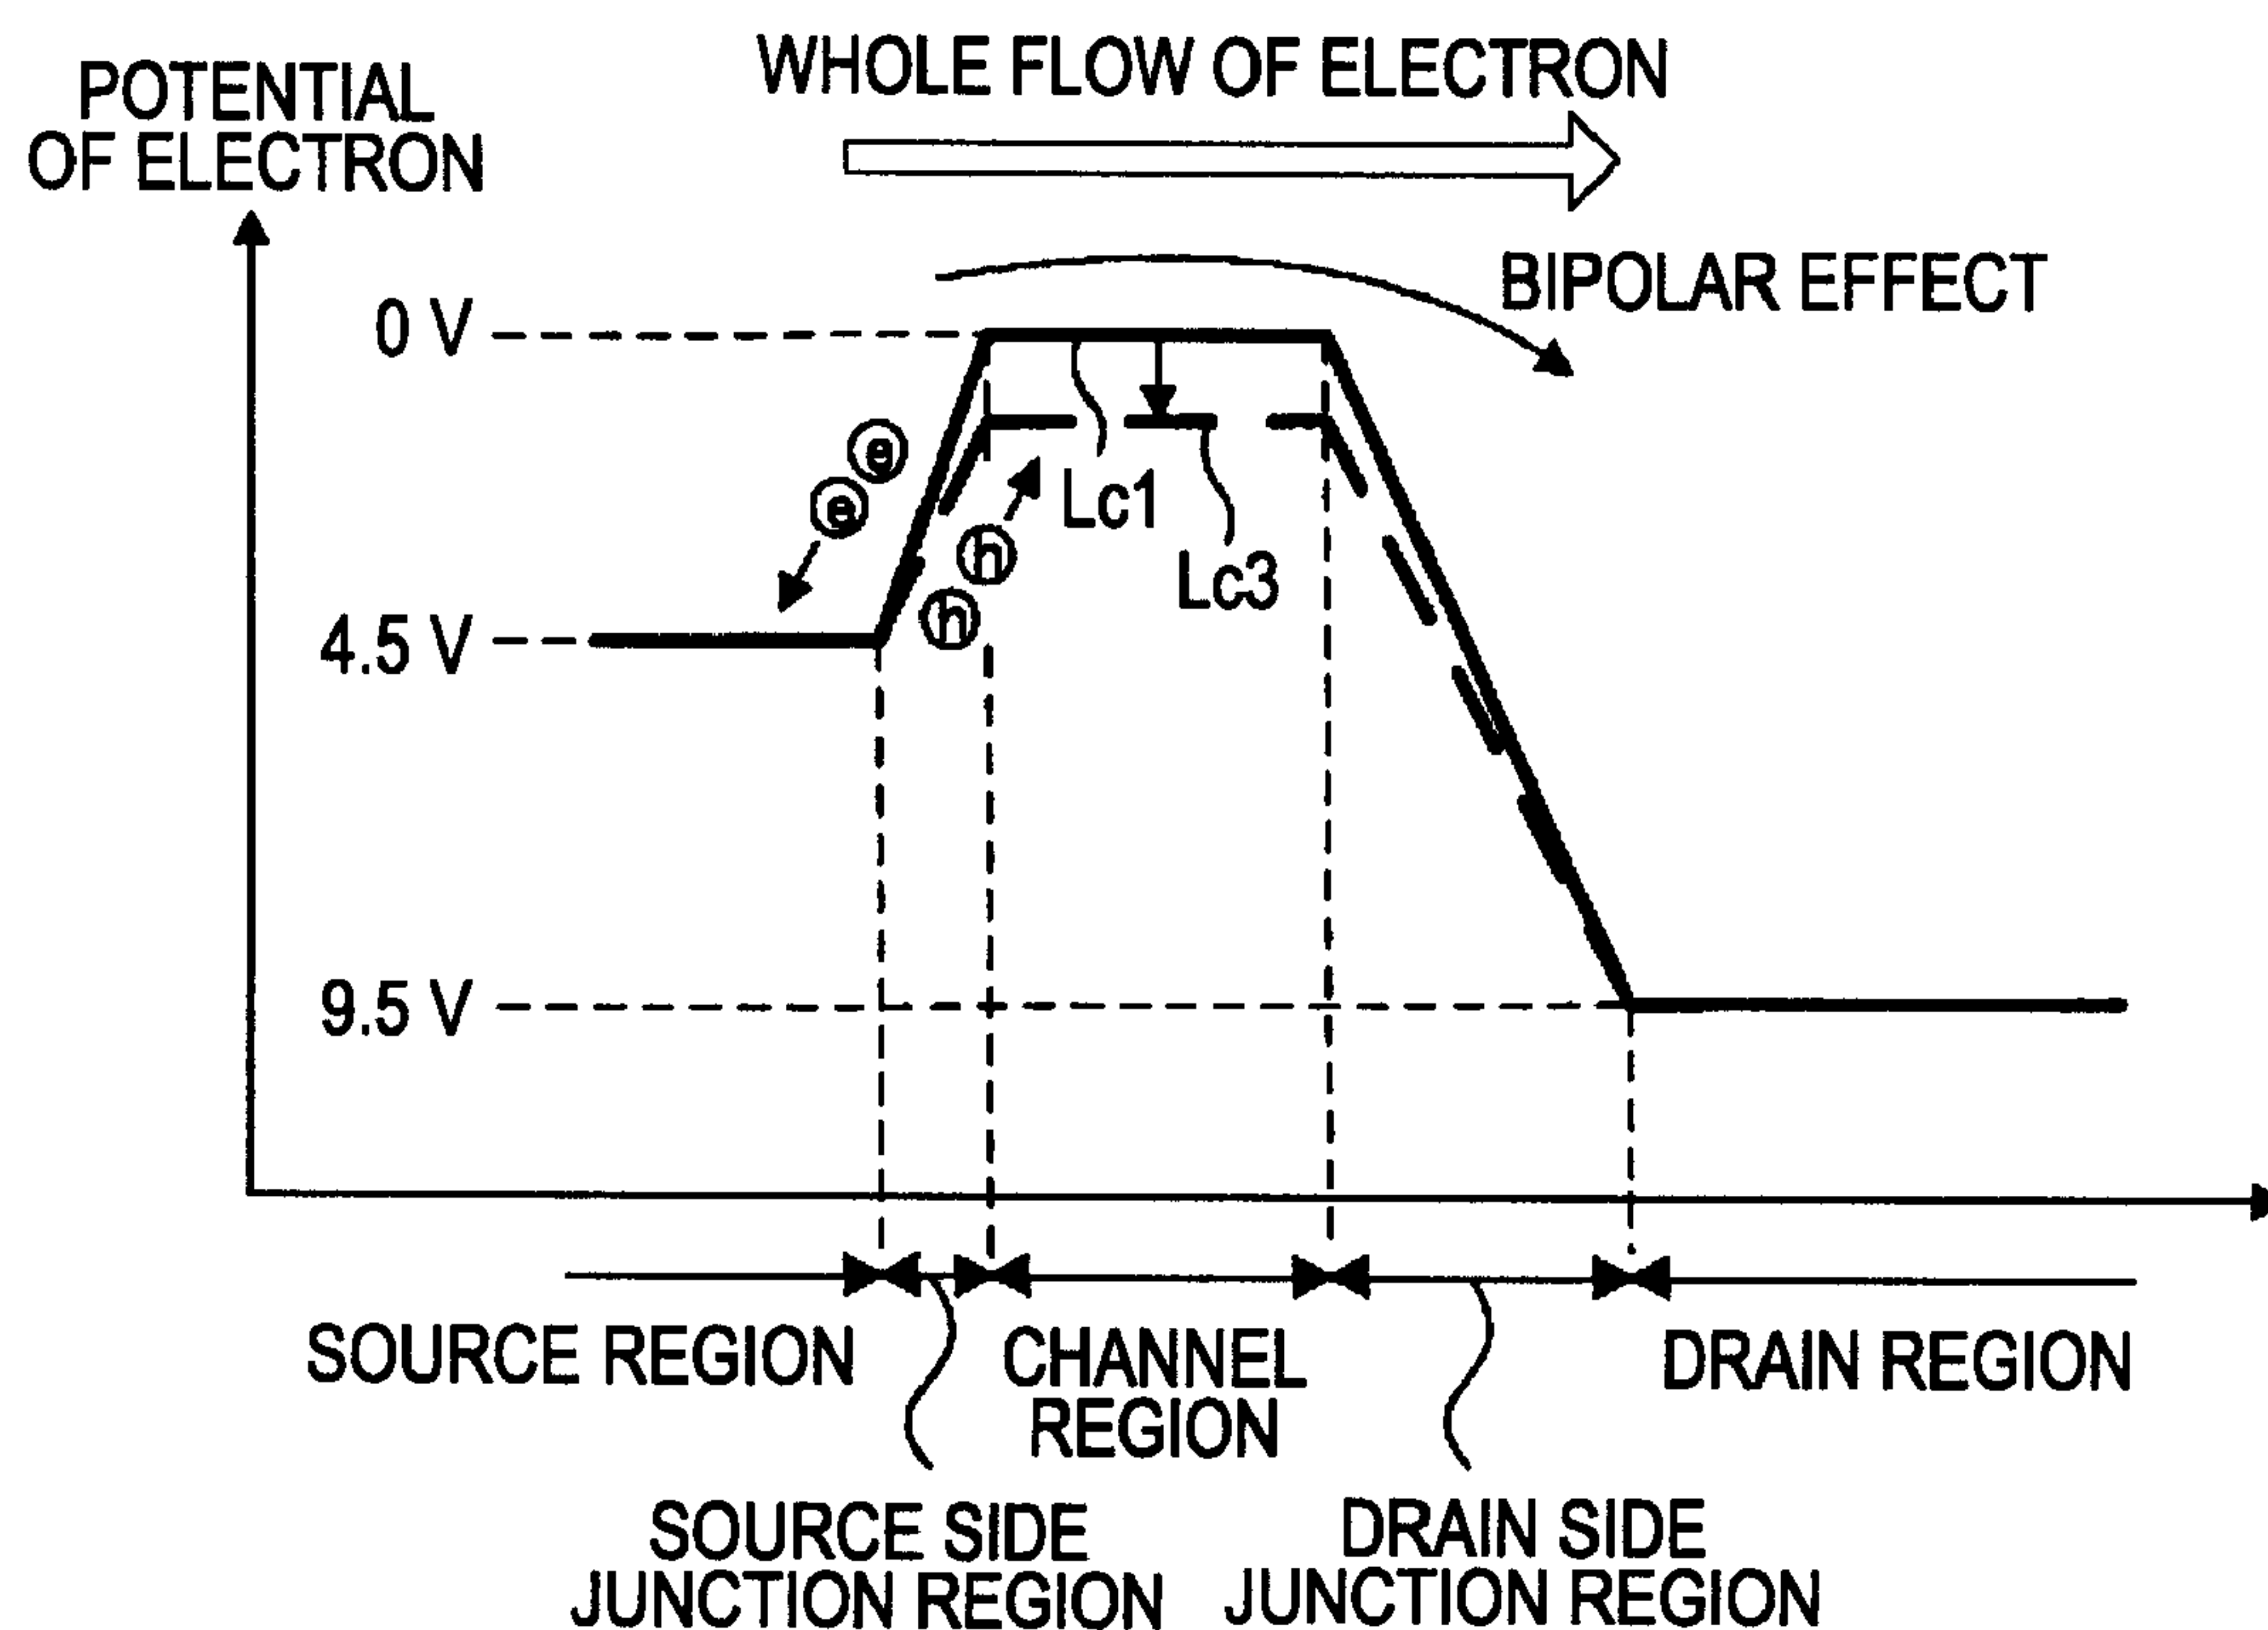 WHOLE FLOW OF ELECTRON
POTENTIAL
OF ELECTRON
BIPOLAR EFFECT
0 V
e
e
Lc1
h
Lc3
h
4.5 V
9.5 V
SOURCE REGION
CHANNEL
REGION
DRAIN REGION
SOURCE SIDE
JUNCTION REGION
DRAIN SIDE
JUNCTION REGION